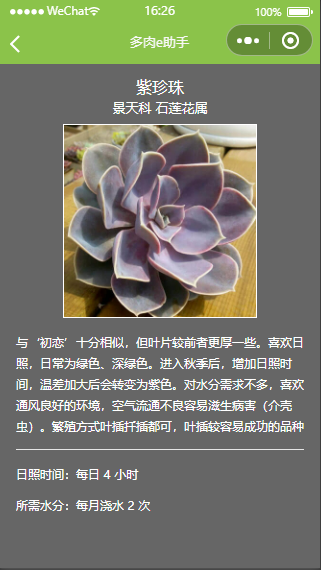 WeChat 16:26 100%
多肉e助手
紫珍珠
景天科 石莲花属
与‘初恋’十分相似，但叶片较前者更厚一些。喜欢日
照，日常为绿色、深绿色。进入秋季后，增加日照时
间，温差加大后会转变为紫色。对水分需求不多，喜欢
通风良好的环境，空气流通不良容易滋生病害（介壳
虫）。繁殖方式叶插扦插都可，叶插较容易成功的品种
日照时间：每日 4 小时
所需水分：每月浇水 2 次